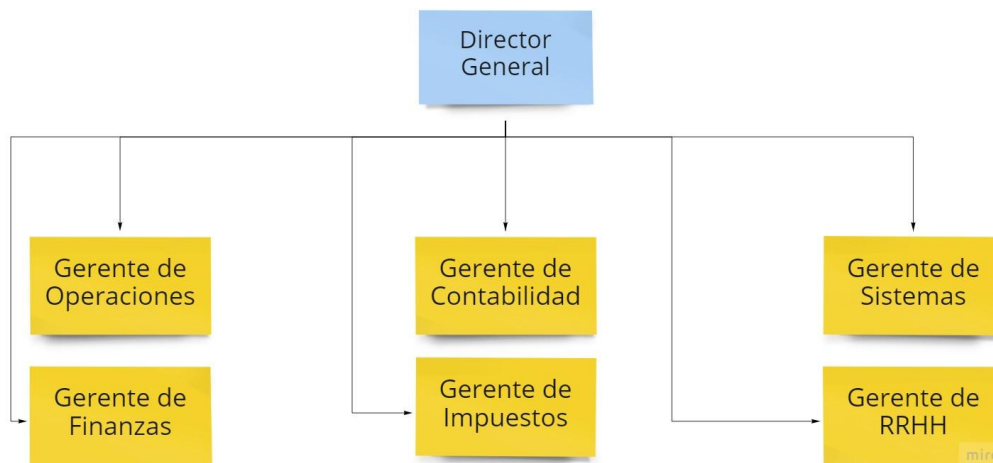 Director
General
Gerente de
Operaciones
Gerente de
Contabilidad
Gerente de
Sistemas
Gerente de
Finanzas
Gerente de
Impuestos
Gerente de
RRHH
miro